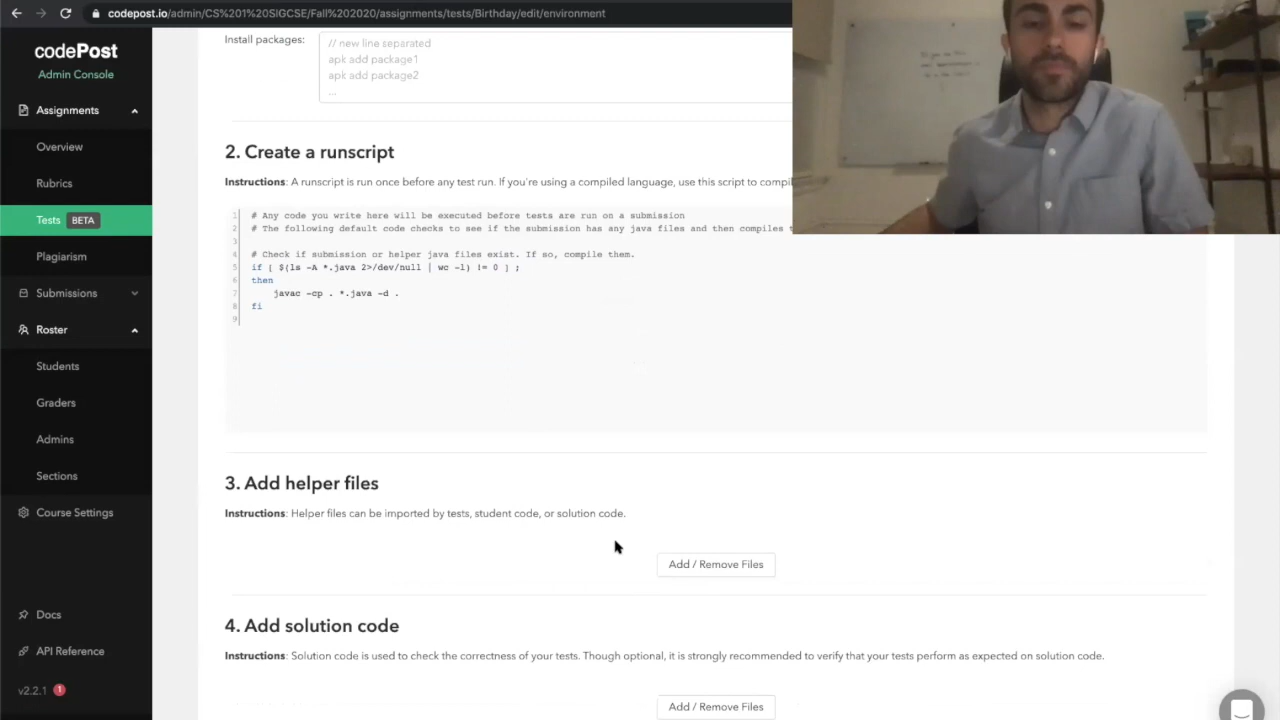 codepost.io/admin/CS%201%20SIGCSE/Fall%202020/assignments/tests/Birthday/edit/environment
codePost
Admin Console
Assignments
Overview
Rubrics
Tests BETA
Plagiarism
Submissions
Roster
Students
Graders
Admins
Sections
Course Settings
Docs
API Reference
v2.2.1 1
Install packages:
// new line separated
apk add package1
apk add package2
...
2. Create a runscript
Instructions: A runscript is run once before any test run. If you're using a compiled language, use this script to compil
1 # Any code you write here will be executed before tests are run on a submission
2 # The following default code checks to see if the submission has any java files and then compiles t
3
4 # Check if submission or helper java files exist. If so, compile them.
5 if [ $(ls -A *.java 2>/dev/null | wc -l) != 0 ] ;
6 then
7 javac -cp . *.java -d .
8 fi
9
3. Add helper files
Instructions: Helper files can be imported by tests, student code, or solution code.
Add / Remove Files
4. Add solution code
Instructions: Solution code is used to check the correctness of your tests. Though optional, it is strongly recommended to verify that your tests perform as expected on solution code.
Add / Remove Files